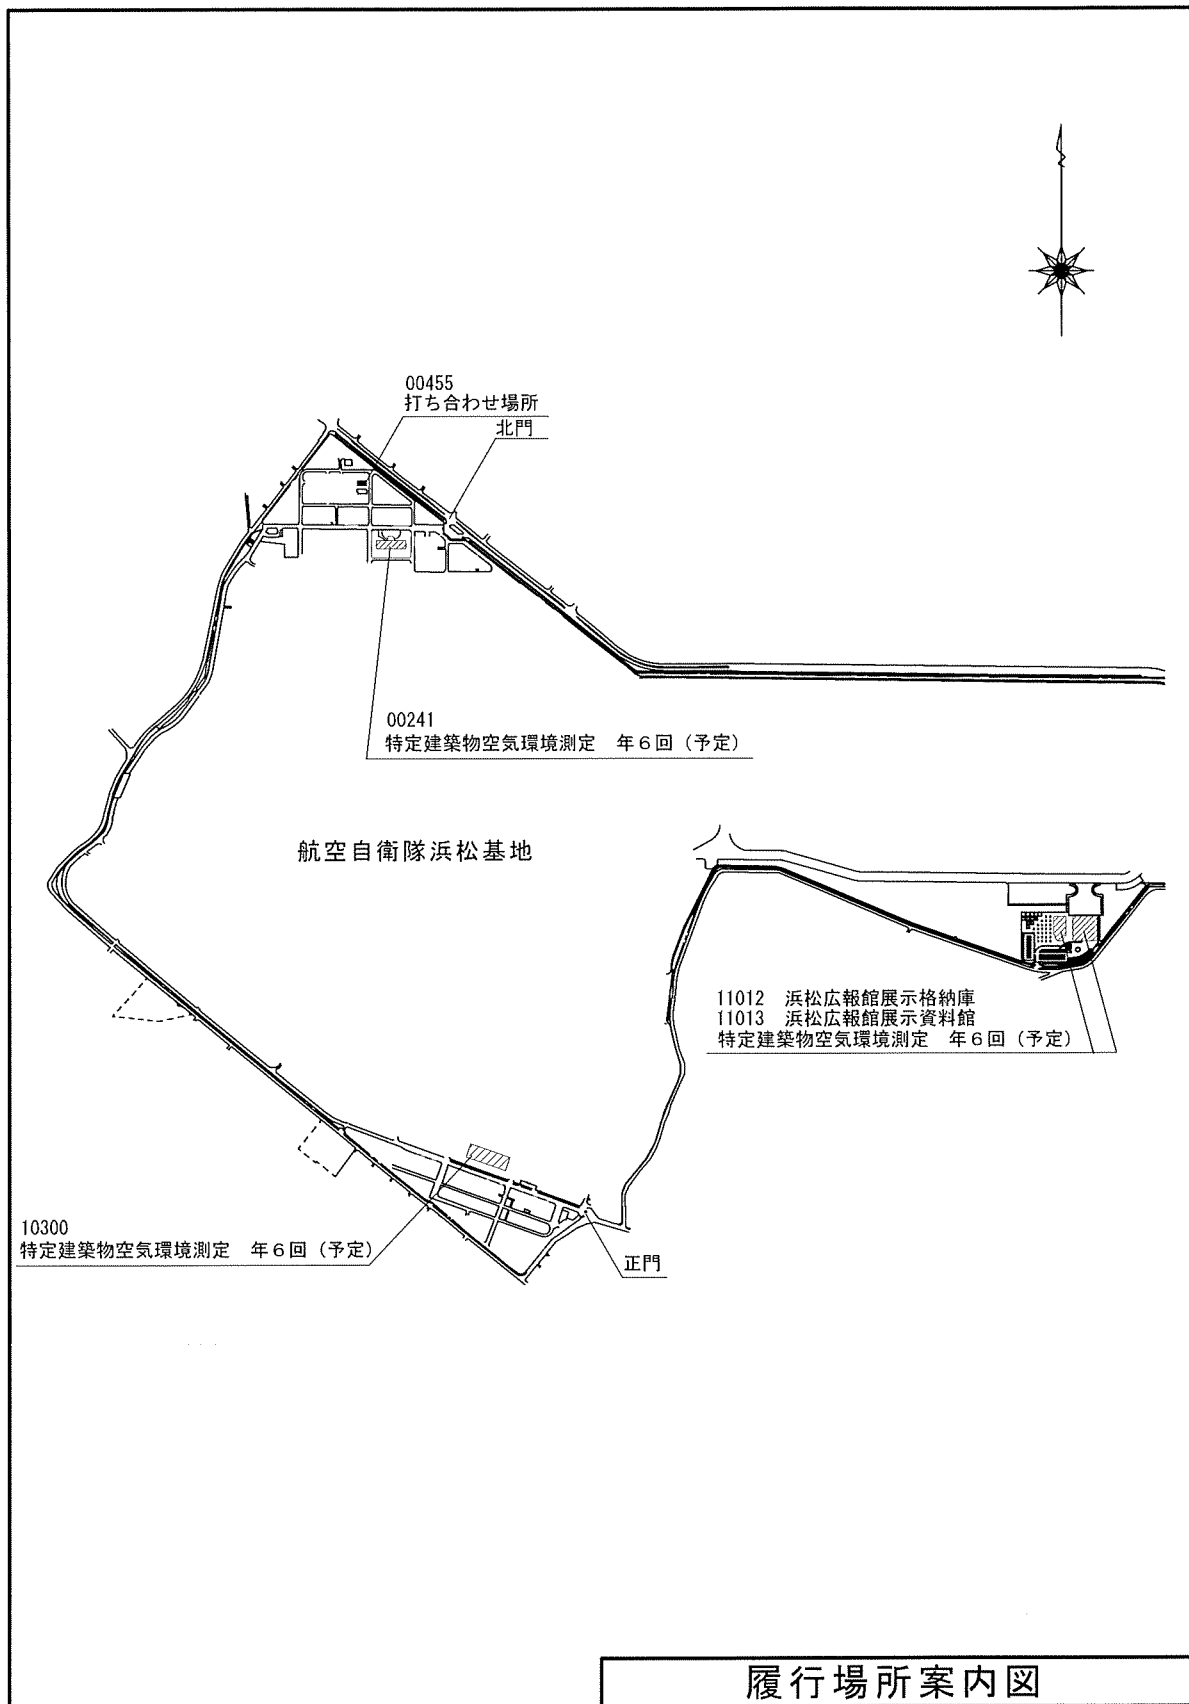 00455
打ち合わせ場所
北門
00241
特定建築物空気環境測定　年６回（予定）
航空自衛隊浜松基地
11012　浜松広報館展示格納庫
11013　浜松広報館展示資料館
特定建築物空気環境測定　年６回（予定）
10300
特定建築物空気環境測定　年６回（予定）
正門
履行場所案内図